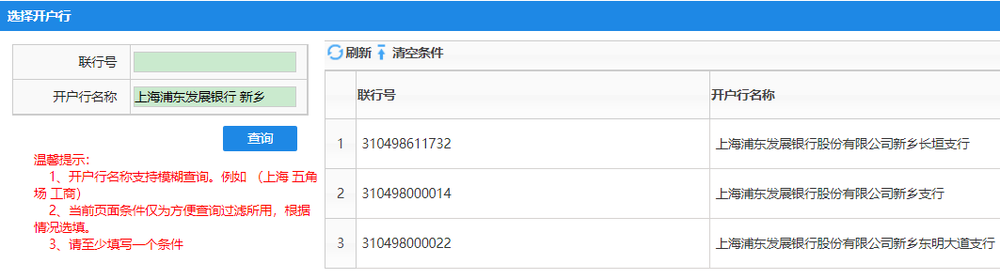 选择开户行
联行号
开户行名称 上海浦东发展银行 新乡
查询
温馨提示：
1、开户行名称支持模糊查询。例如 （上海 五角
场 工商）
2、当前页面条件仅为方便查询过滤所用，根据
情况选填。
3、请至少填写一个条件
刷新 清空条件
联行号 开户行名称
1 310498611732 上海浦东发展银行股份有限公司新乡长垣支行
2 310498000014 上海浦东发展银行股份有限公司新乡支行
3 310498000022 上海浦东发展银行股份有限公司新乡东明大道支行